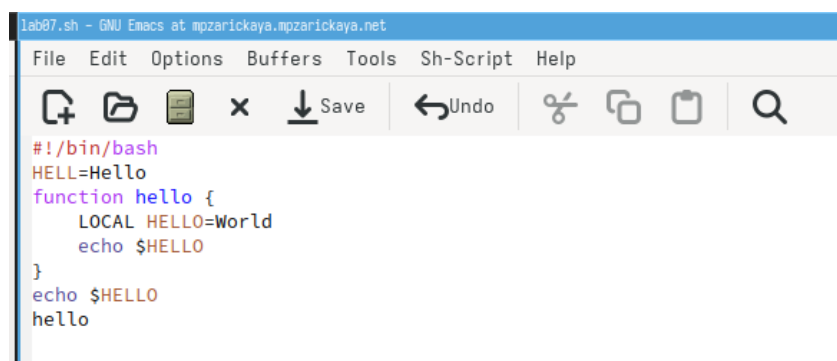 lab07.sh – GNU Emacs at mpzarickaya.mpzarickaya.net
File Edit Options Buffers Tools Sh-Script Help
Save Undo
#!/bin/bash
HELL=Hello
function hello {
    LOCAL HELLO=World
    echo $HELLO
}
echo $HELLO
hello